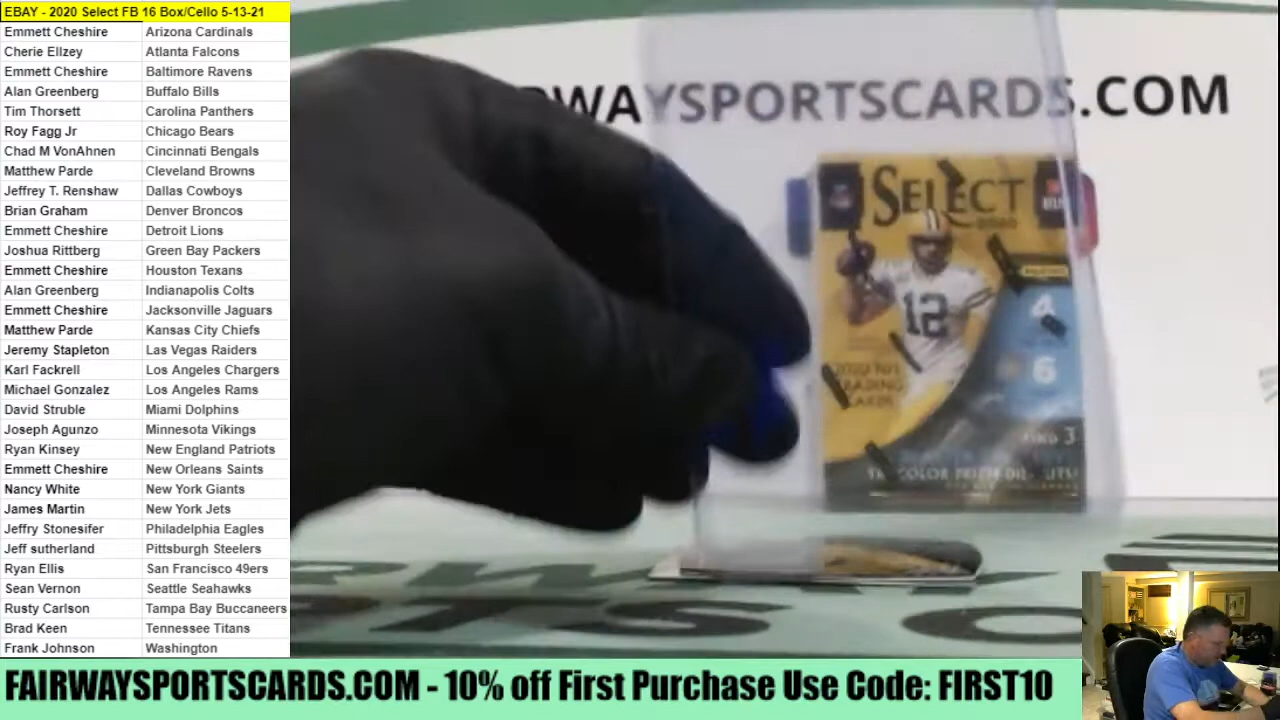 EBAY - 2020 Select FB 16 Box/Cello 5-13-21
Emmett Cheshire Arizona Cardinals
Cherie Ellzey Atlanta Falcons
Emmett Cheshire Baltimore Ravens
Alan Greenberg Buffalo Bills
Tim Thorsett Carolina Panthers
Roy Fagg Jr Chicago Bears
Chad M VonAhnen Cincinnati Bengals
Matthew Parde Cleveland Browns
Jeffrey T. Renshaw Dallas Cowboys
Brian Graham Denver Broncos
Emmett Cheshire Detroit Lions
Joshua Rittberg Green Bay Packers
Emmett Cheshire Houston Texans
Alan Greenberg Indianapolis Colts
Emmett Cheshire Jacksonville Jaguars
Matthew Parde Kansas City Chiefs
Jeremy Stapleton Las Vegas Raiders
Karl Fackrell Los Angeles Chargers
Michael Gonzalez Los Angeles Rams
David Struble Miami Dolphins
Joseph Agunzo Minnesota Vikings
Ryan Kinsey New England Patriots
Emmett Cheshire New Orleans Saints
Nancy White New York Giants
James Martin New York Jets
Jeffry Stonesifer Philadelphia Eagles
Jeff sutherland Pittsburgh Steelers
Ryan Ellis San Francisco 49ers
Sean Vernon Seattle Seahawks
Rusty Carlson Tampa Bay Buccaneers
Brad Keen Tennessee Titans
Frank Johnson Washington
WAYSPORTSCARDS.COM
SELECT
2020
12
4
6
TRADING
CARDS
FAIRWAYSPORTSCARDS.COM - 10% off First Purchase Use Code: FIRST10